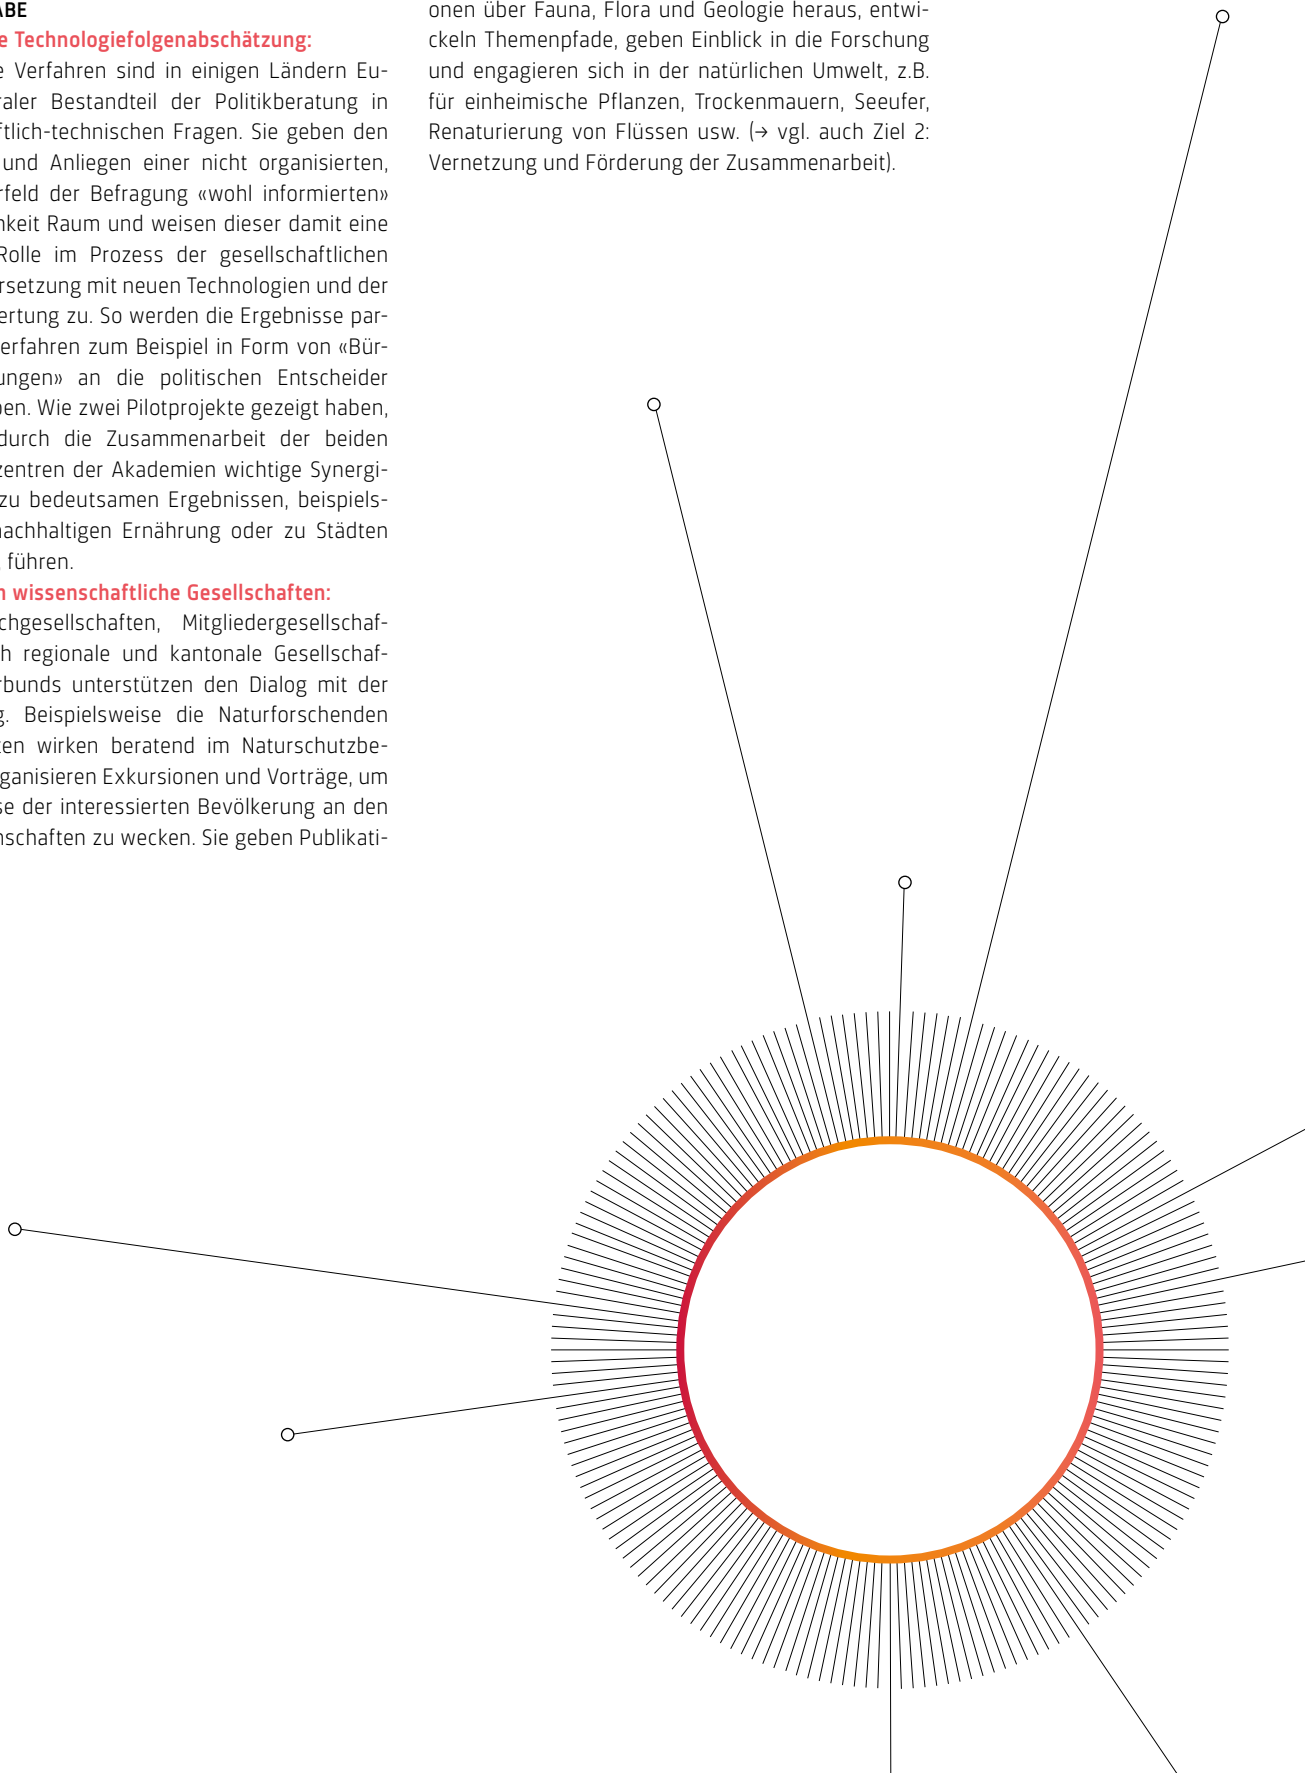 ABE
e Technologiefolgenabschätzung:
e Verfahren sind in einigen Ländern Eu-
raler Bestandteil der Politikberatung in
ftlich-technischen Fragen. Sie geben den
und Anliegen einer nicht organisierten,
rfeld der Befragung «wohl informierten»
hkeit Raum und weisen dieser damit eine
Rolle im Prozess der gesellschaftlichen
rsetzung mit neuen Technologien und der
ertung zu. So werden die Ergebnisse par-
erfahren zum Beispiel in Form von «Bür-
ungen» an die politischen Entscheider
ben. Wie zwei Pilotprojekte gezeigt haben,
durch die Zusammenarbeit der beiden
zentren der Akademien wichtige Synergi-
zu bedeutsamen Ergebnissen, beispiels-
nachhaltigen Ernährung oder zu Städten
, führen.
n wissenschaftliche Gesellschaften:
chgesellschaften, Mitgliedergesellschaf-
h regionale und kantonale Gesellschaf-
rbunds unterstützen den Dialog mit der
g. Beispielsweise die Naturforschenden
ten wirken beratend im Naturschutzbe-
ganisieren Exkursionen und Vorträge, um
se der interessierten Bevölkerung an den
nschaften zu wecken. Sie geben Publikati-
onen über Fauna, Flora und Geologie heraus, entwi-
ckeln Themenpfade, geben Einblick in die Forschung
und engagieren sich in der natürlichen Umwelt, z.B.
für einheimische Pflanzen, Trockenmauern, Seeufer,
Renaturierung von Flüssen usw. (→ vgl. auch Ziel 2:
Vernetzung und Förderung der Zusammenarbeit).